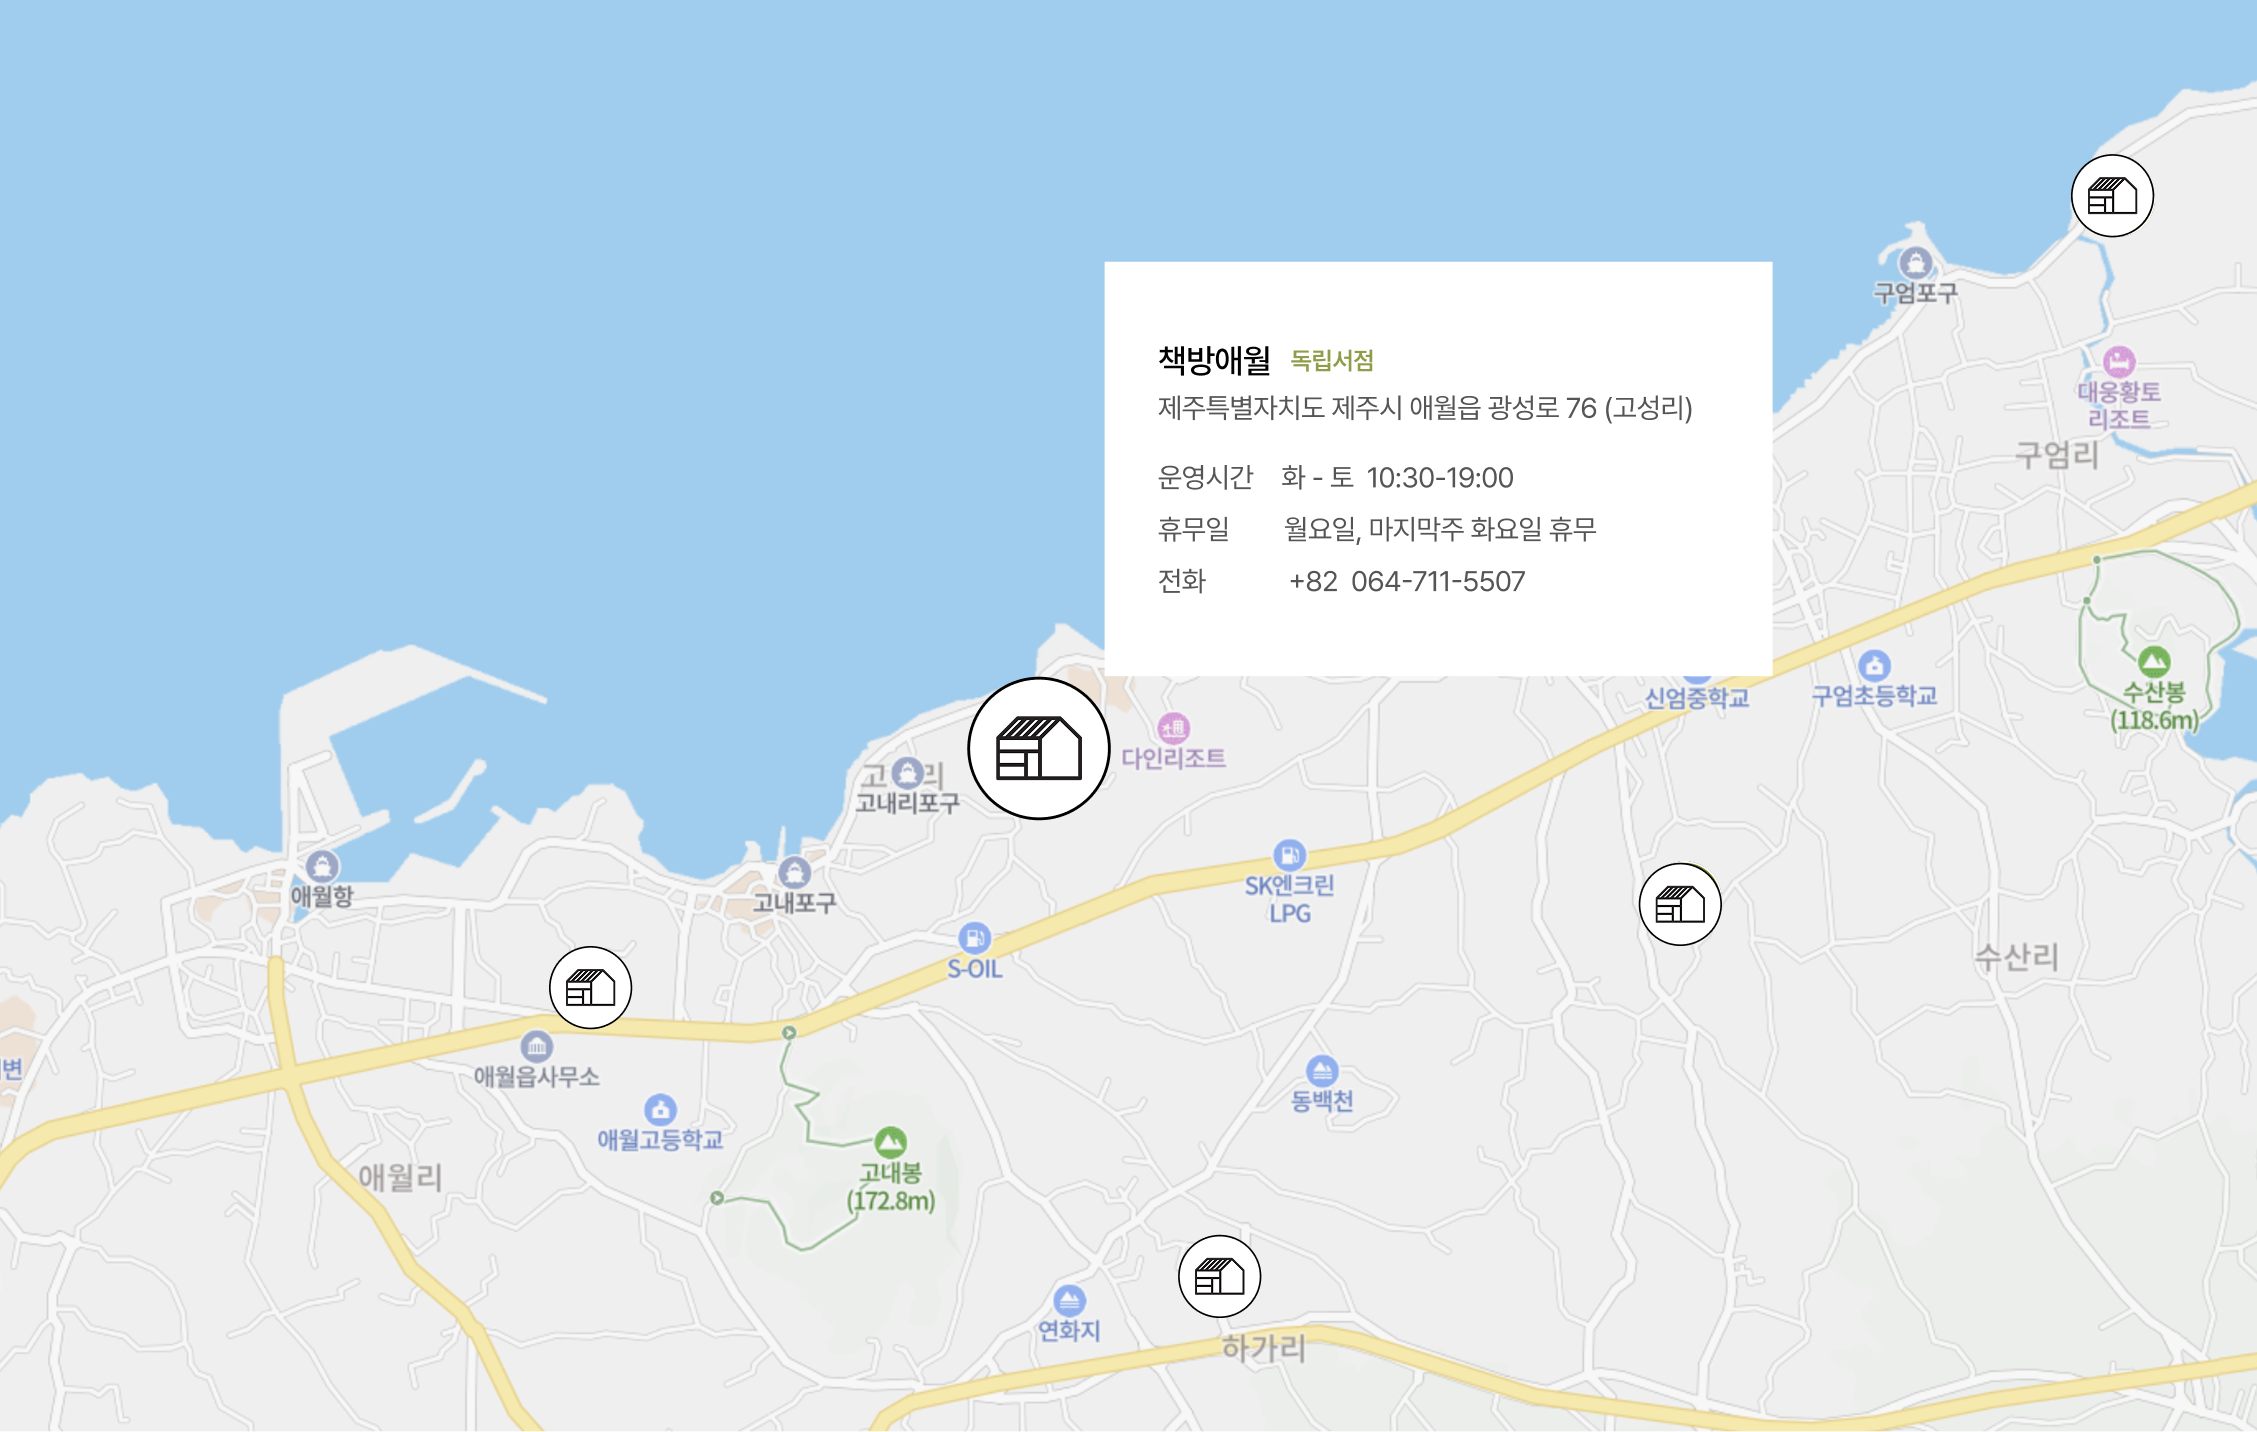 책방애월 독립서점
제주특별자치도 제주시 애월읍 광성로 76 (고성리)
운영시간 화 - 토 10:30-19:00
휴무일 월요일, 마지막주 화요일 휴무
전화 +82 064-711-5507
구엄포구
대웅황토
리조트
구엄리
신엄중학교
구엄초등학교
수산봉
(118.6m)
다인리조트
고 리
고내리포구
애월항
고내포구
SK엔크린
LPG
S-OIL
수산리
변
애월읍사무소
동백천
애월고등학교
애월리
고내봉
(172.8m)
연화지
하가리